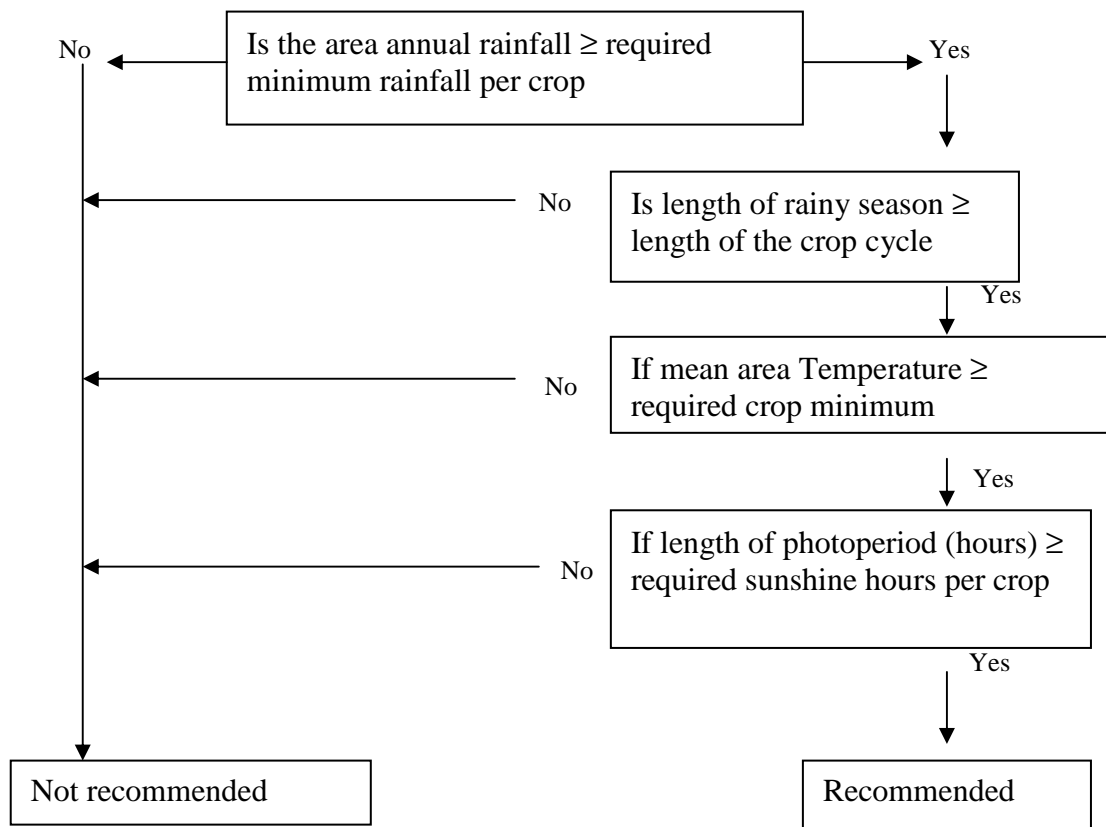 No
Is the area annual rainfall ≥ required
minimum rainfall per crop
Yes
No
Is length of rainy season ≥
length of the crop cycle
Yes
No
If mean area Temperature ≥
required crop minimum
Yes
No
If length of photoperiod (hours) ≥
required sunshine hours per crop
Yes
Not recommended
Recommended